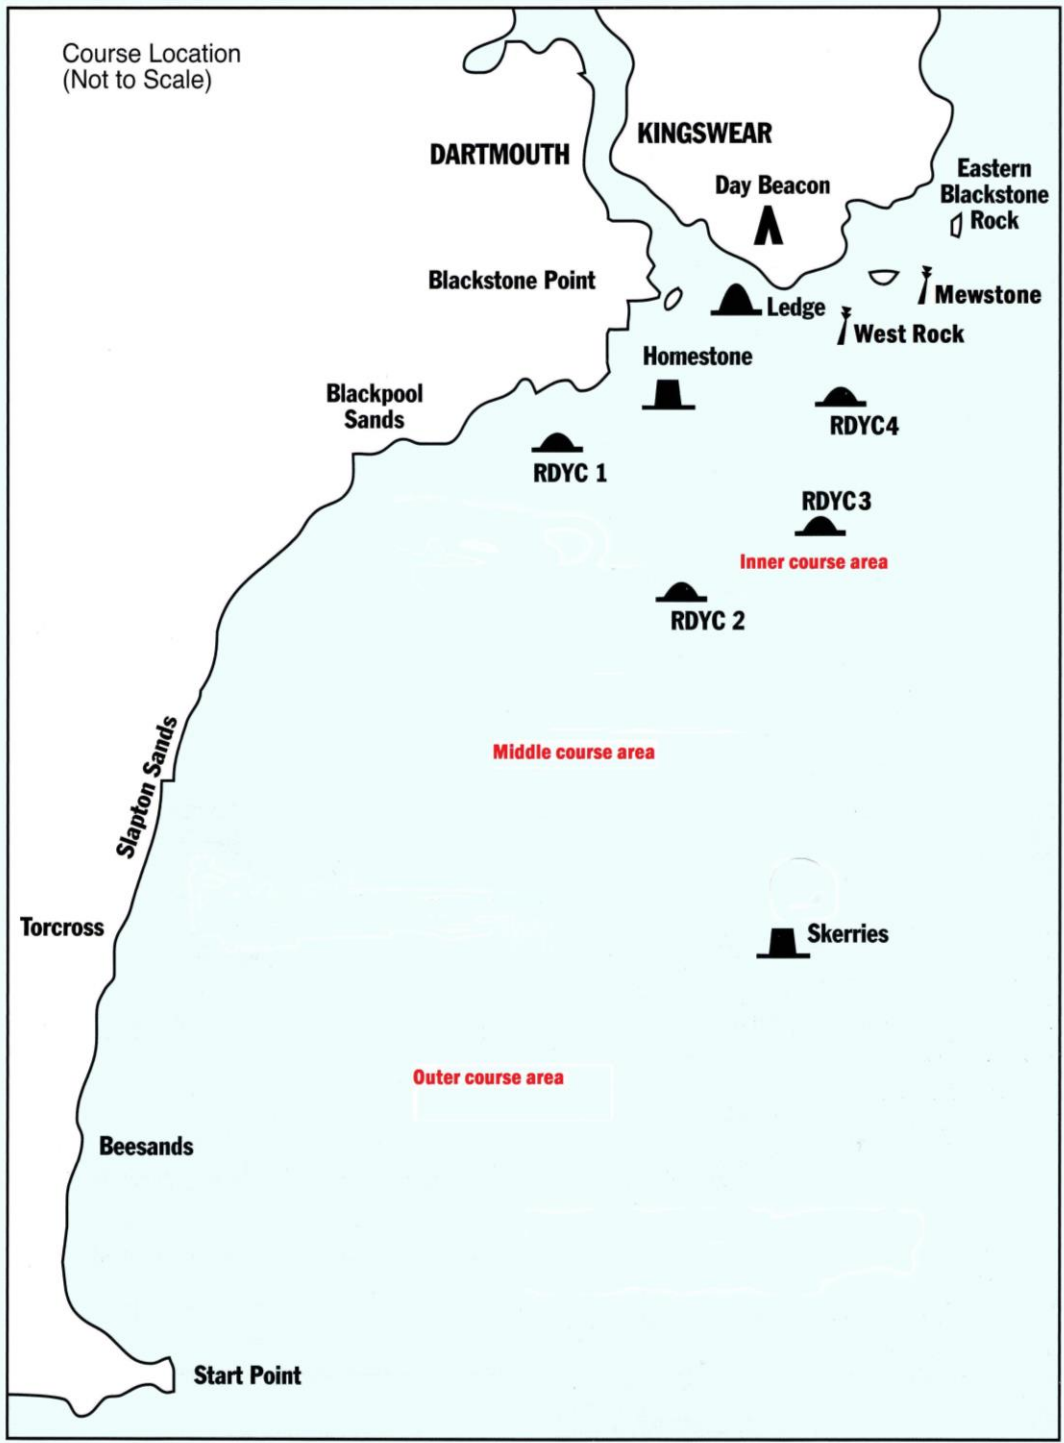 Course Location
(Not to Scale)
KINGSWEAR
DARTMOUTH
Day Beacon
Eastern
Blackstone
Rock
Blackstone Point
Mewstone
Ledge
West Rock
Homestone
Blackpool
Sands
RDYC4
RDYC 1
RDYC3
Inner course area
RDYC 2
Middle course area
Slapton Sands
Torcross
Skerries
Outer course area
Beesands
Start Point